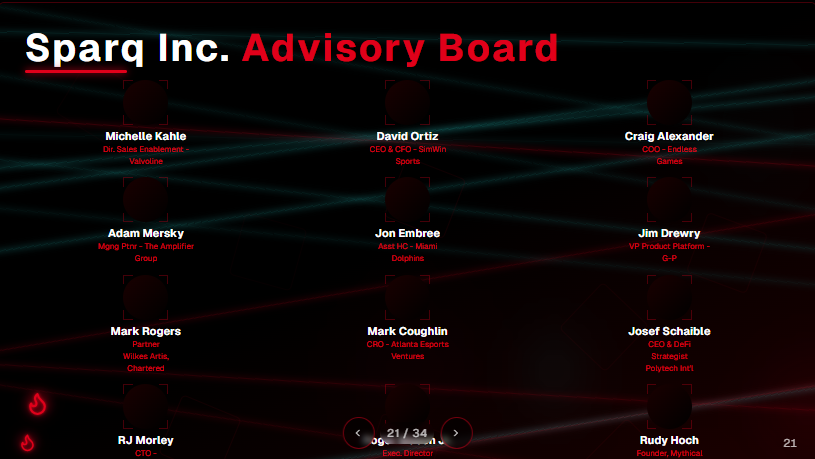 Sparq Inc. Advisory Board
Michelle Kahle
Dir. Sales Enablement -
Valvoline
David Ortiz
CEO & CFO - SimWin
Sports
Craig Alexander
COO - Endless
Games
Adam Mersky
Mgng Ptnr - The Amplifier
Group
Jon Embree
Asst HC - Miami
Dolphins
Jim Drewry
VP Product Platform -
G-P
Mark Rogers
Partner
Wilkes Artis,
Chartered
Mark Coughlin
CRO - Atlanta Esports
Ventures
Josef Schaible
CEO & DeFi
Strategist
Polytech Int'l
RJ Morley
CTO -
Exec. Director
Rudy Hoch
Founder, Mythical
21 / 34
21